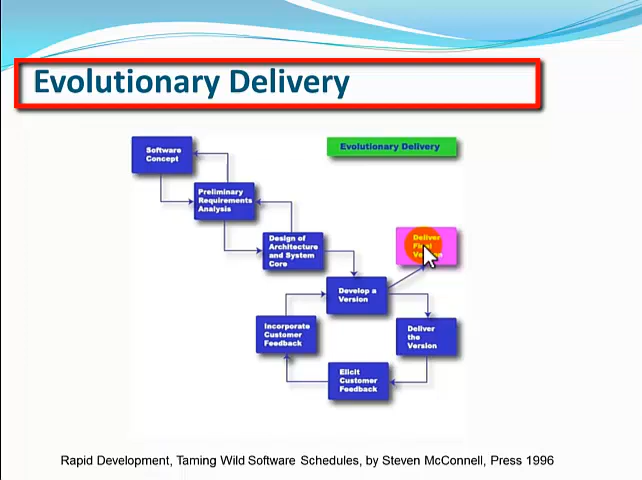 Evolutionary Delivery
Software
Concept
Evolutionary Delivery
Preliminary
Requirements
Analysis
Design of
Architecture
and System
Core
Deliver
Final
Version
Develop a
Version
Incorporate
Customer
Feedback
Deliver
the
Version
Elicit
Customer
Feedback
Rapid Development, Taming Wild Software Schedules, by Steven McConnell, Press 1996